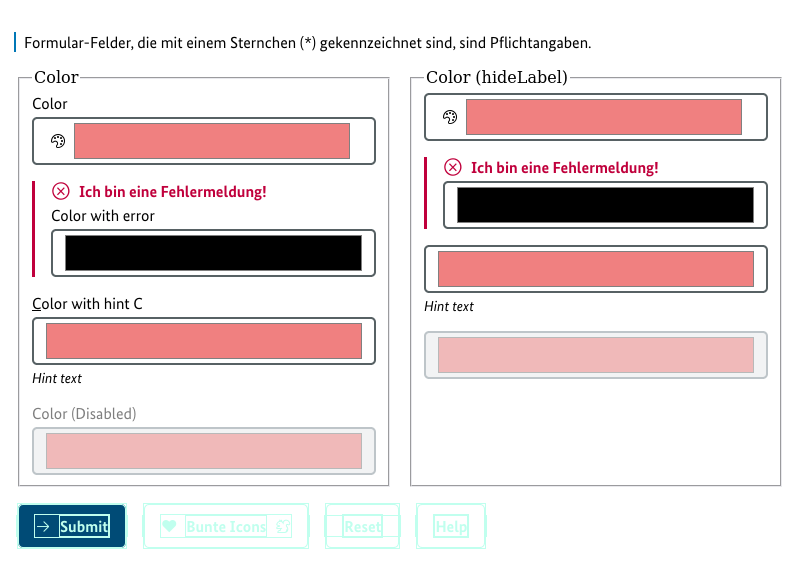 Formular-Felder, die mit einem Sternchen (*) gekennzeichnet sind, sind Pflichtangaben.
Color
Color
Ich bin eine Fehlermeldung!
Color with error
Color with hint C
Hint text
Color (Disabled)
Color (hideLabel)
Ich bin eine Fehlermeldung!
Hint text
Submit
Bunte Icons
Reset
Help